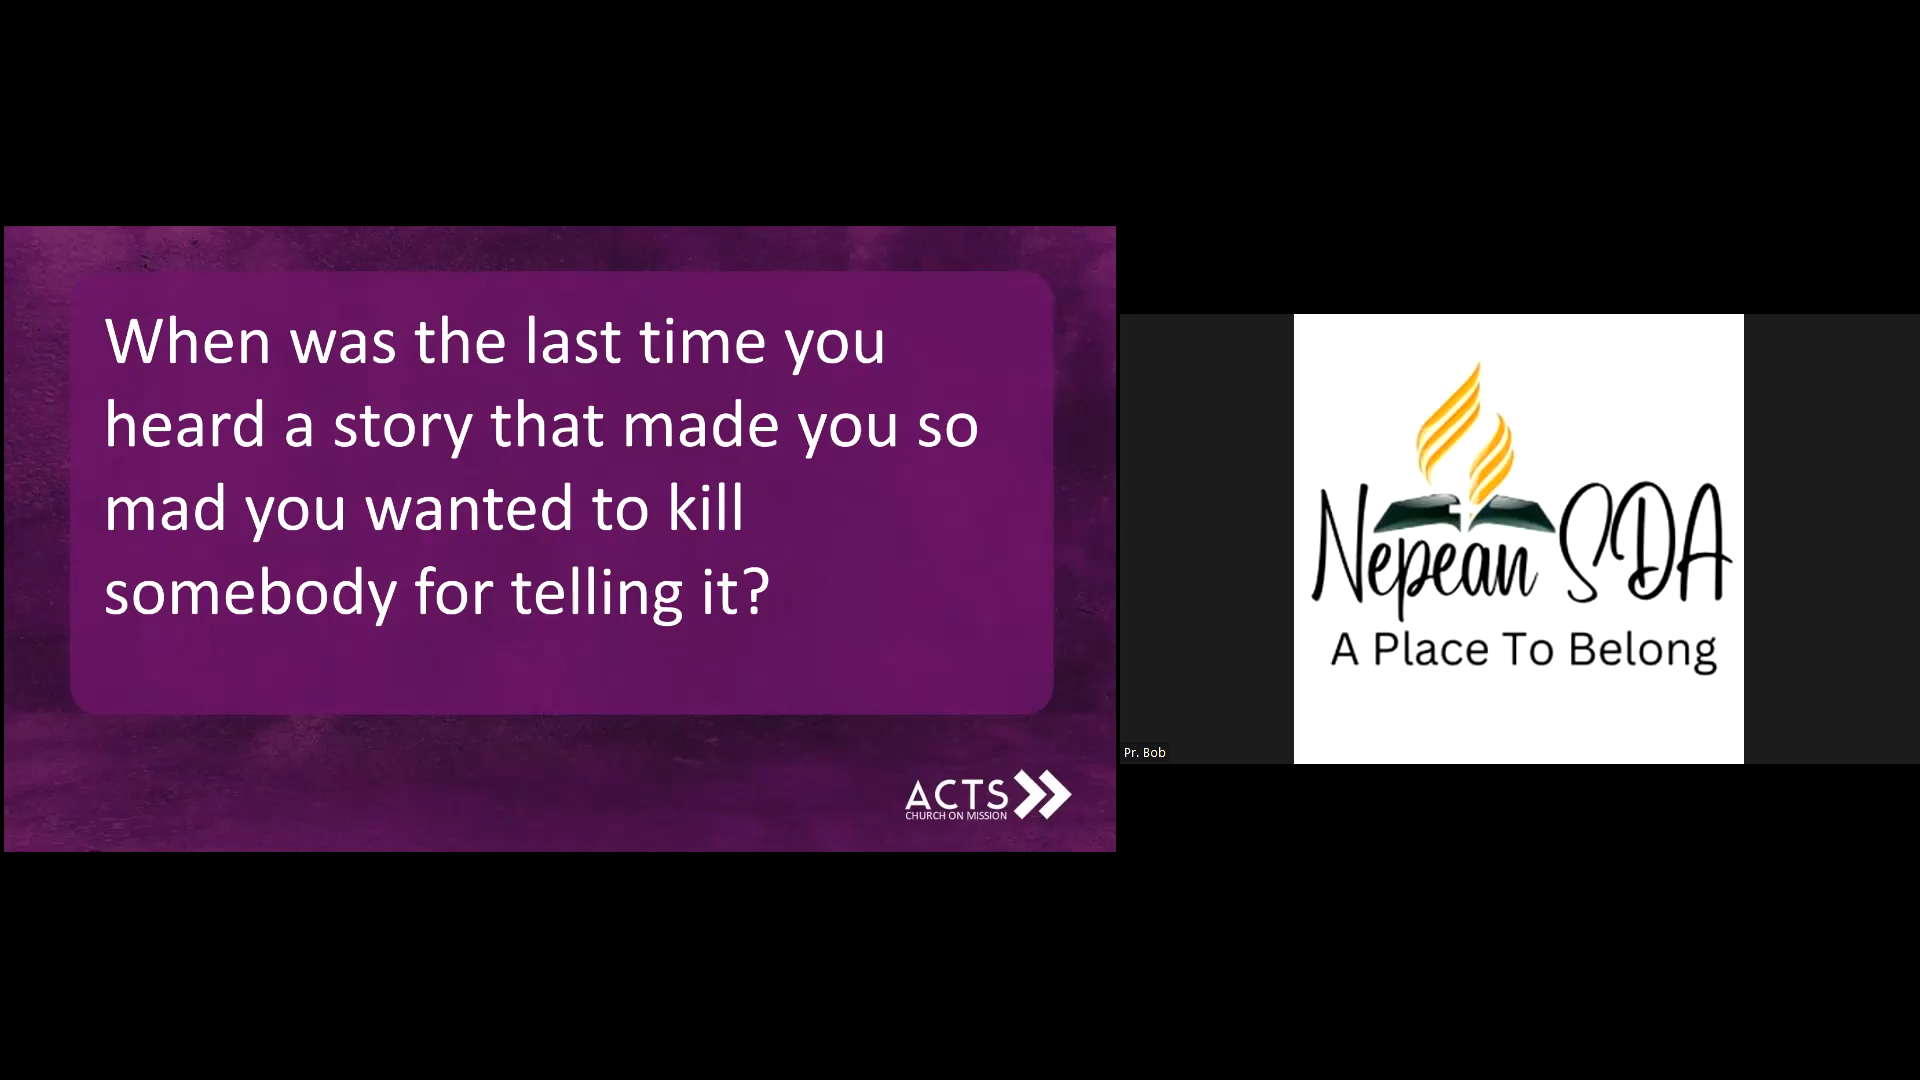 When was the last time you
heard a story that made you so
mad you wanted to kill
somebody for telling it?
ACTS
CHURCH ON MISSION
Nepean SDA
A Place To Belong
Pr. Bob